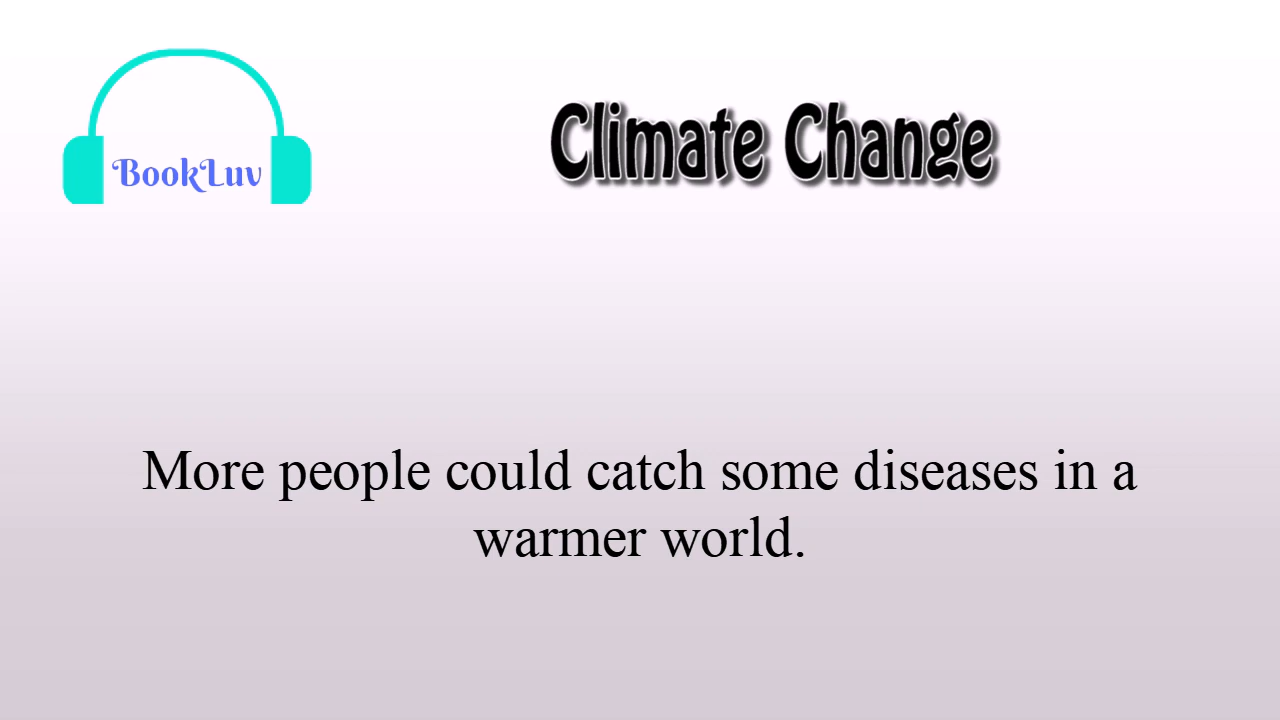 BookLuv
Climate Change
More people could catch some diseases in a
warmer world.